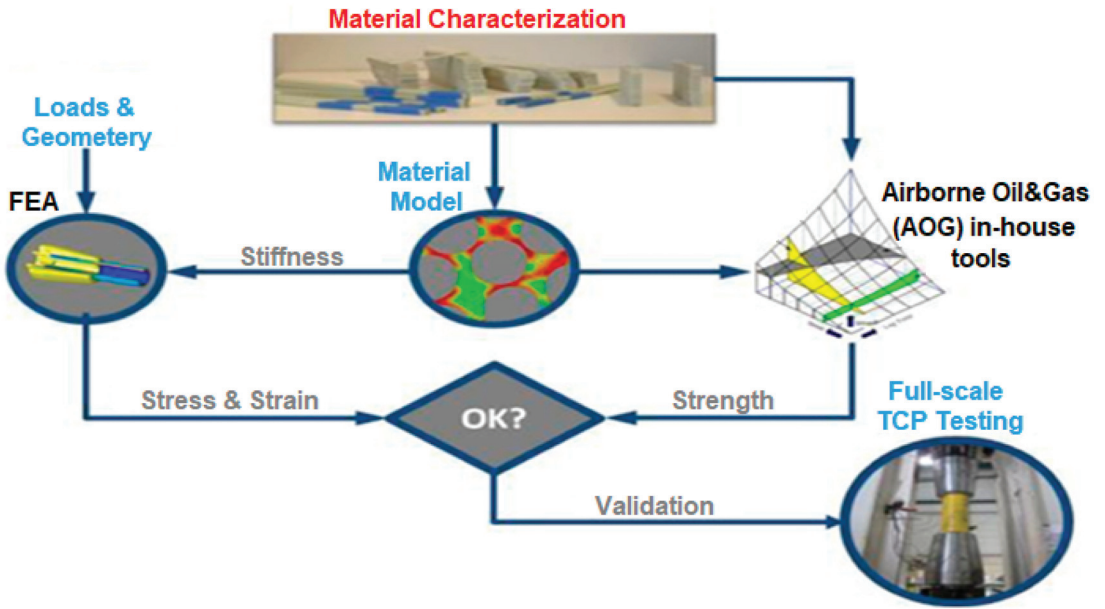 Material Characterization
Loads &
Geometery
FEA
Material
Model
Airborne Oil&Gas
(AOG) in-house
tools
Stiffness
Stress & Strain
OK?
Strength
Full-scale
TCP Testing
Validation